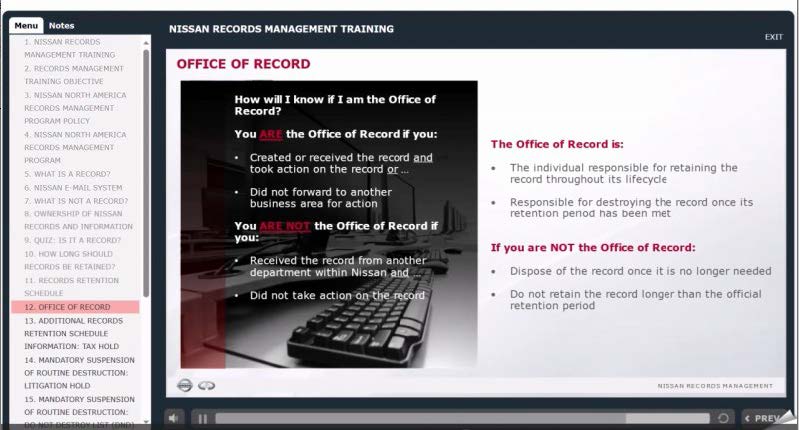 Menu Notes
NISSAN RECORDS MANAGEMENT TRAINING
EXIT
1. NISSAN RECORDS
MANAGEMENT TRAINING
2. RECORDS MANAGEMENT
TRAINING OBJECTIVE
3. NISSAN NORTH AMERICA
RECORDS MANAGEMENT
PROGRAM POLICY
4. NISSAN NORTH AMERICA
RECORDS MANAGEMENT
PROGRAM
5. WHAT IS A RECORD?
6. NISSAN E-MAIL SYSTEM
7. WHAT IS NOT A RECORD?
8. OWNERSHIP OF NISSAN
RECORDS AND INFORMATION
9. QUIZ: IS IT A RECORD?
10. HOW LONG SHOULD
RECORDS BE RETAINED?
11. RECORDS RETENTION
SCHEDULE
12. OFFICE OF RECORD
13. ADDITIONAL RECORDS
RETENTION SCHEDULE
INFORMATION: TAX HOLD
14. MANDATORY SUSPENSION
OF ROUTINE DESTRUCTION:
LITIGATION HOLD
15. MANDATORY SUSPENSION
OF ROUTINE DESTRUCTION:
DO NOT DESTROY LIST (DND)
OFFICE OF RECORD
How will I know if I am the Office of
Record?
You ARE the Office of Record if you:
• Created or received the record and
took action on the record or ...
• Did not forward to another
business area for action
You ARE NOT the Office of Record if
you:
• Received the record from another
department within Nissan and ...
• Did not take action on the record
The Office of Record is:
• The individual responsible for retaining the
record throughout its lifecycle
• Responsible for destroying the record once its
retention period has been met
If you are NOT the Office of Record:
• Dispose of the record once it is no longer needed
• Do not retain the record longer than the official
retention period
NISSAN RECORDS MANAGEMENT
PREV